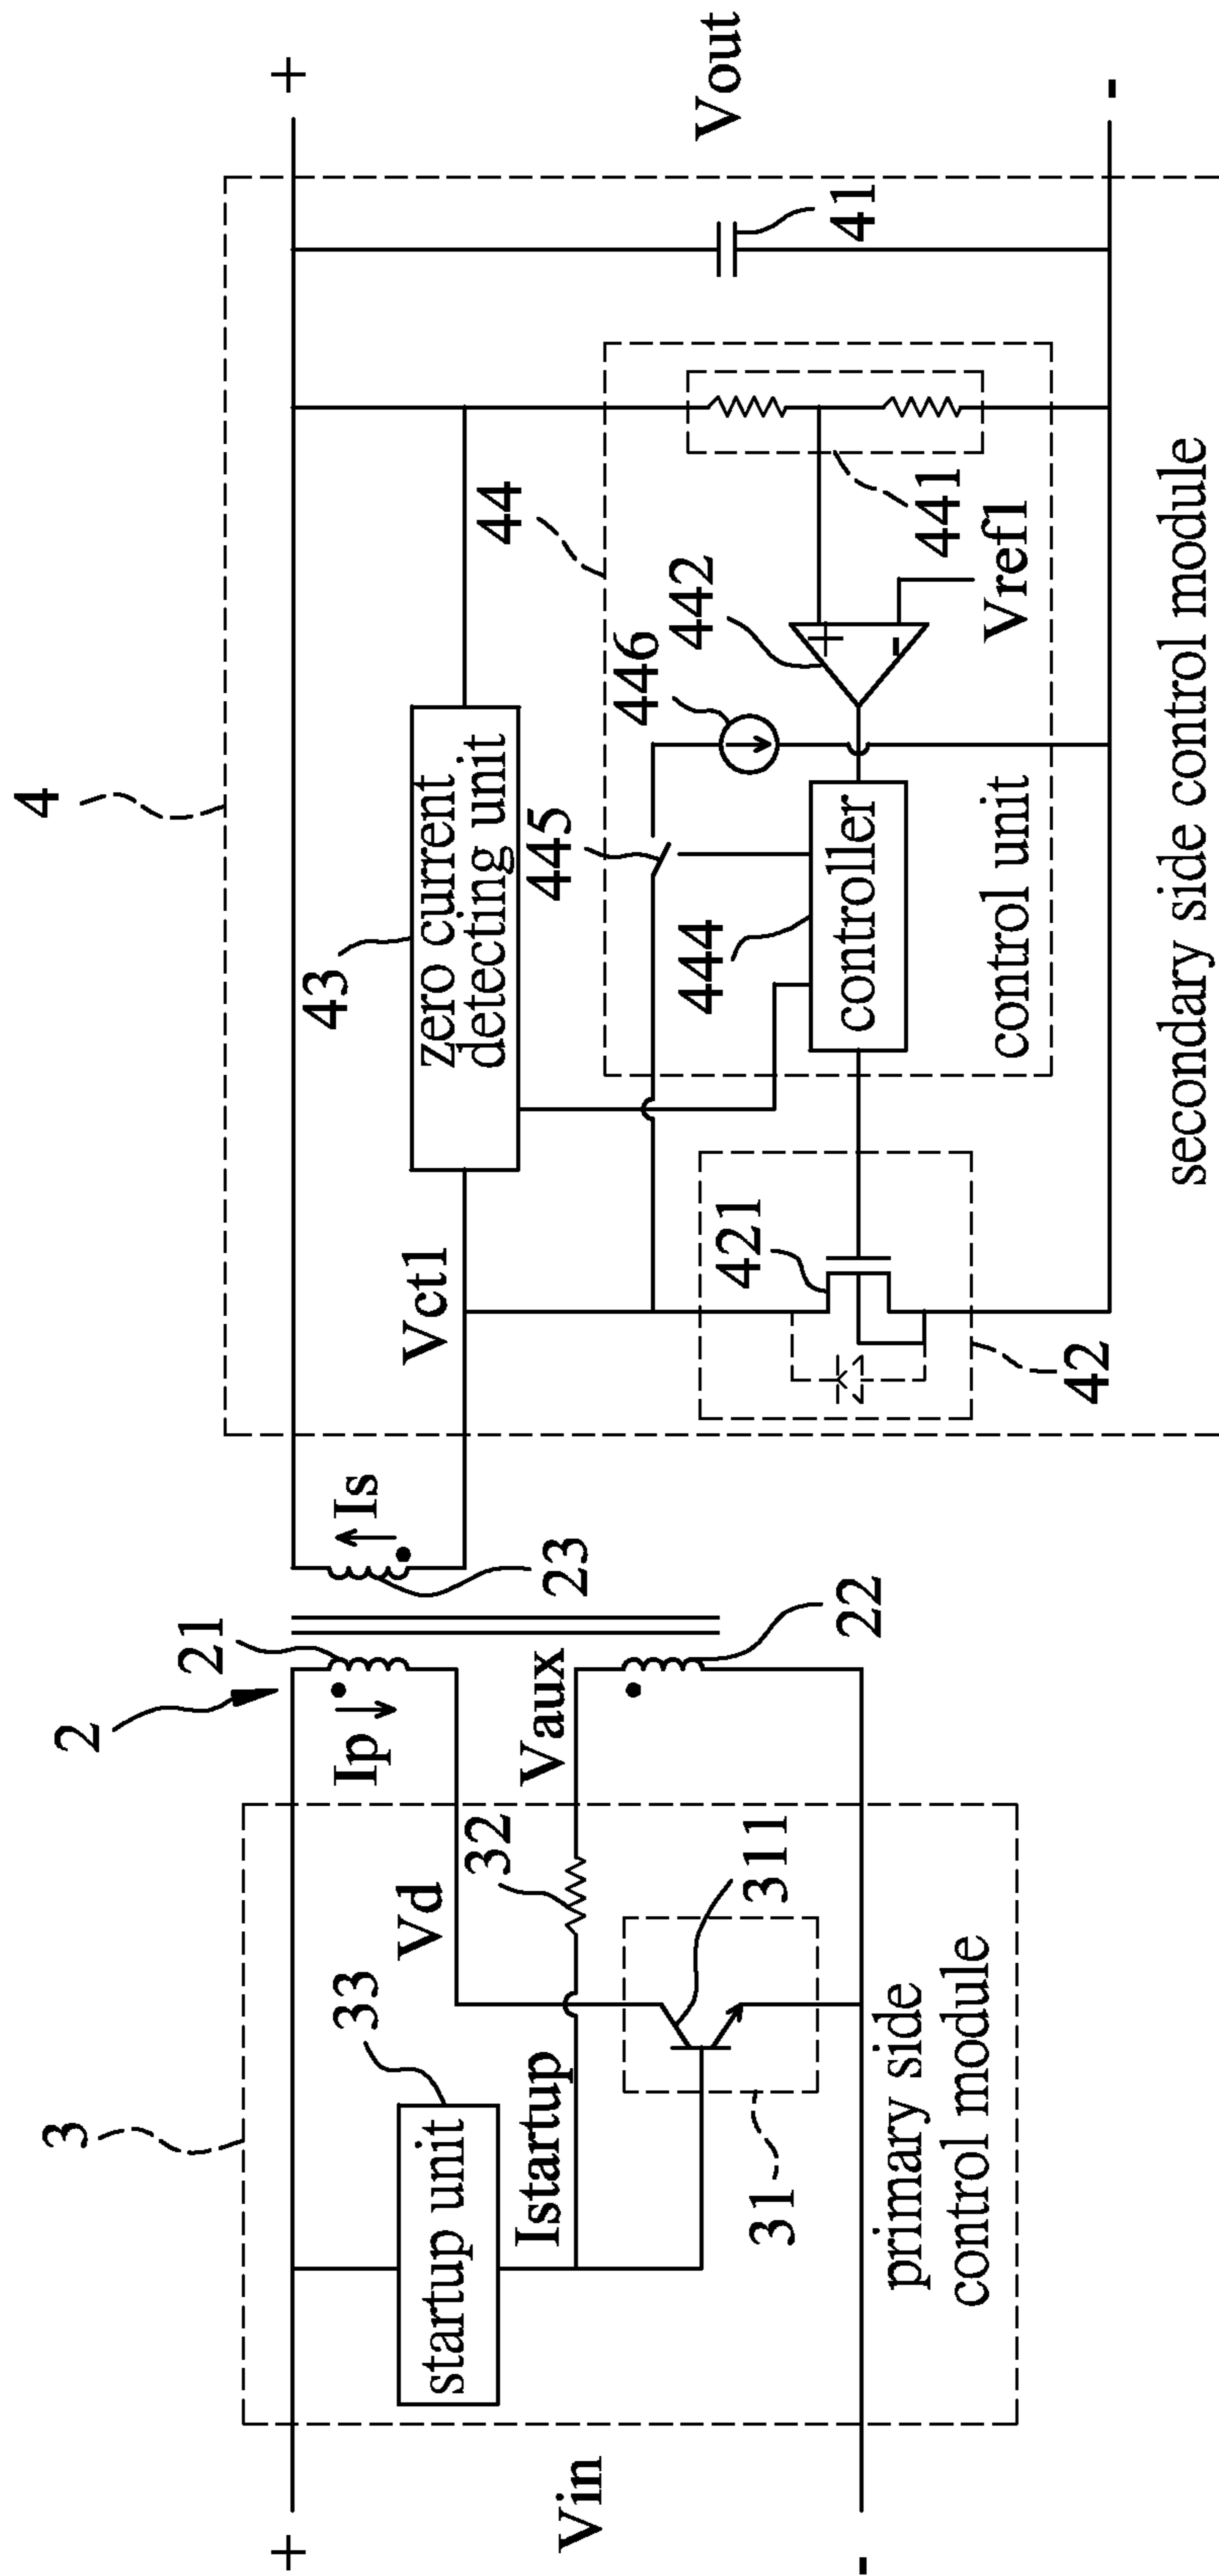 4
44
43
zero current
detecting unit
445
446
442
441
41
444
controller
control unit
Vref1
Vct1
421
42
Is
23
+
Vout
-
secondary side control module
2
21
Ip
22
Vaux
3
33
startup unit
Vd
32
Istartup
311
31
primary side
control module
+
Vin
-
+
-